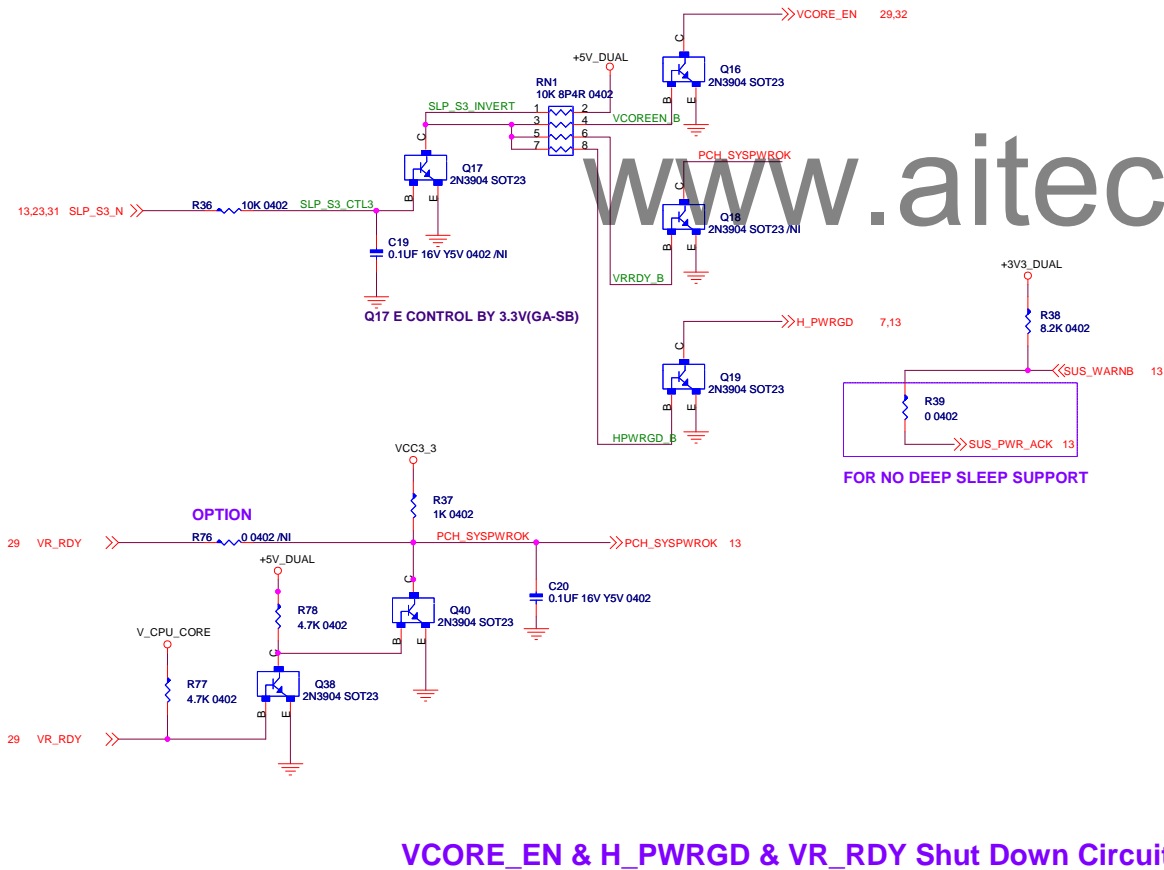 VCORE_EN 29,32
+5V_DUAL
C
Q16
2N3904 SOT23
B
E
RN1
10K 8P4R 0402
SLP_S3_INVERT
1
2
3
4
5
6
7
8
VCOREEN_B
C
Q17
2N3904 SOT23
B
E
PCH_SYSPWROK
www.aitec
C
Q18
2N3904 SOT23 /NI
B
E
13,23,31 SLP_S3_N
R36
10K 0402
SLP_S3_CTL3
C19
0.1UF 16V Y5V 0402 /NI
VRRDY_B
Q17 E CONTROL BY 3.3V(GA-SB)
+3V3_DUAL
R38
8.2K 0402
H_PWRGD 7,13
C
Q19
2N3904 SOT23
B
E
HPWRGD_B
SUS_WARNB 13
R39
0 0402
SUS_PWR_ACK 13
FOR NO DEEP SLEEP SUPPORT
VCC3_3
R37
1K 0402
OPTION
29 VR_RDY
R76
0 0402 /NI
PCH_SYSPWROK
PCH_SYSPWROK 13
+5V_DUAL
C
Q40
2N3904 SOT23
B
E
C20
0.1UF 16V Y5V 0402
R78
4.7K 0402
V_CPU_CORE
C
Q38
2N3904 SOT23
B
E
R77
4.7K 0402
29 VR_RDY
VCORE_EN & H_PWRGD & VR_RDY Shut Down Circuit